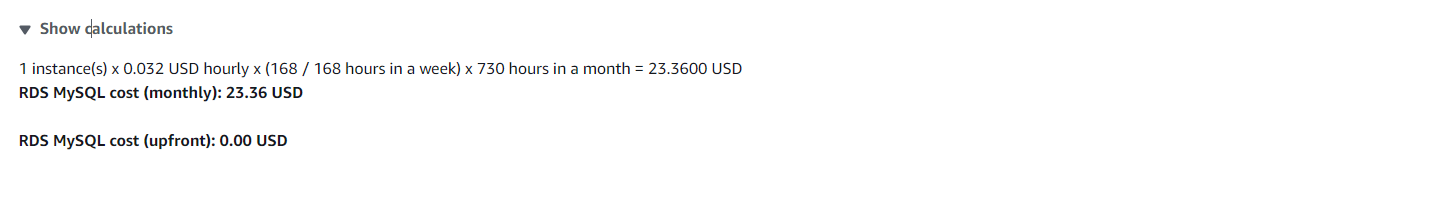 Show calculations
1 instance(s) x 0.032 USD hourly x (168 / 168 hours in a week) x 730 hours in a month = 23.3600 USD
RDS MySQL cost (monthly): 23.36 USD
RDS MySQL cost (upfront): 0.00 USD